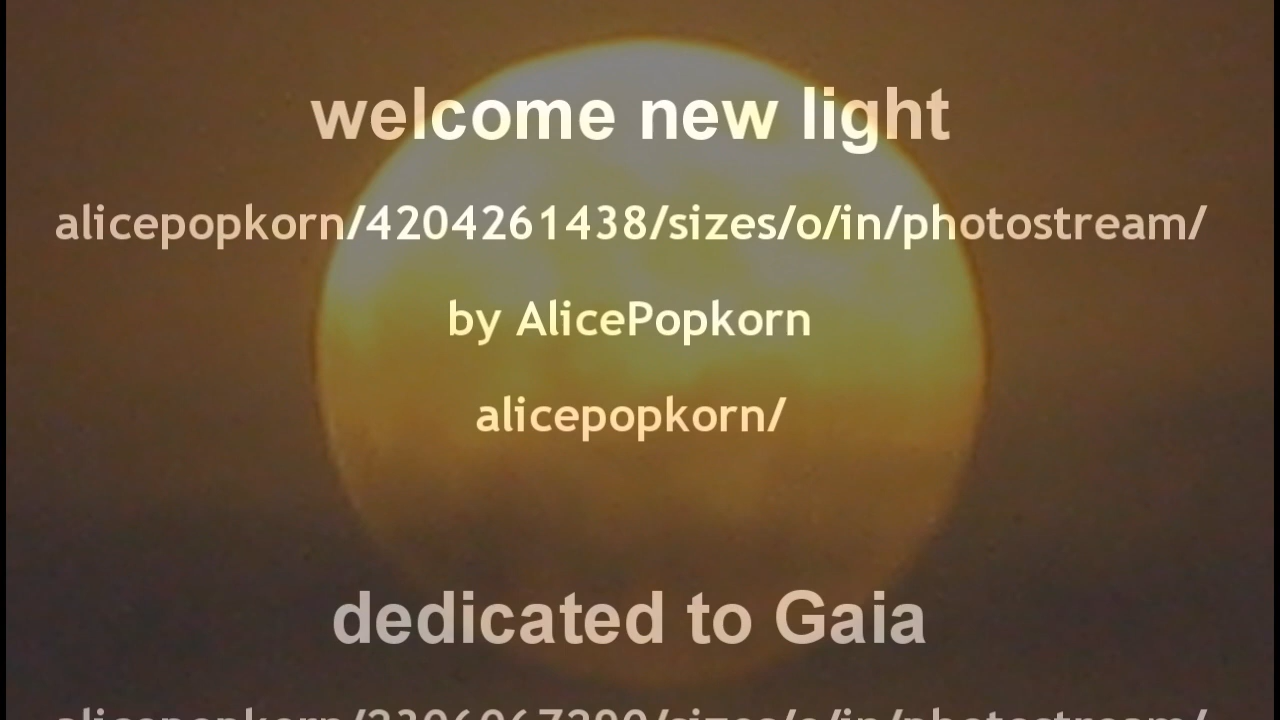 welcome new light
alicepopkorn/4204261438/sizes/o/in/photostream/
by AlicePopkorn
alicepopkorn/
dedicated to Gaia